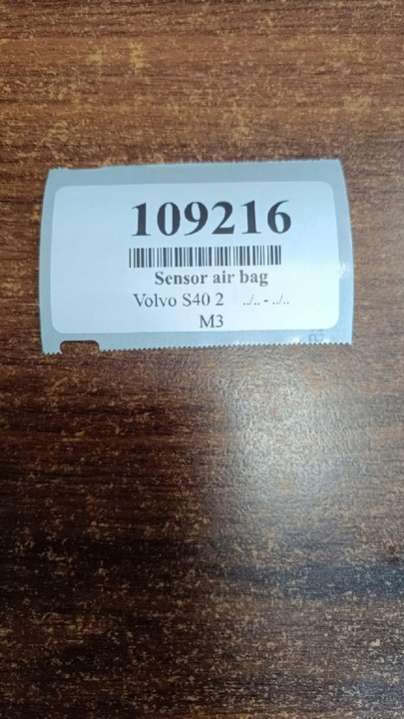 109216
Sensor air bag
Volvo S40 2 ../.. - ../..
M3